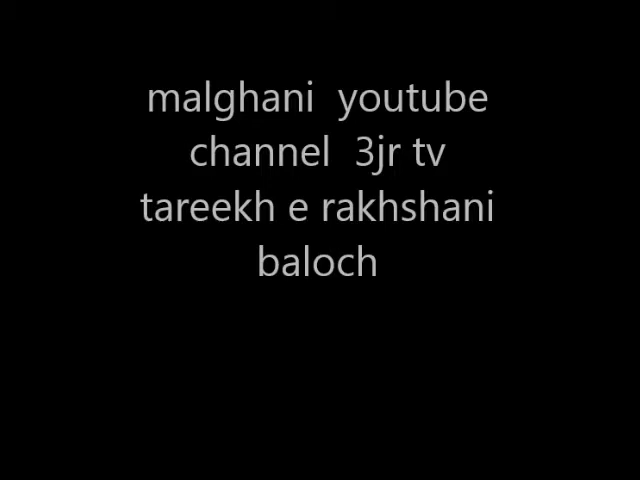 malghani  youtube
channel  3jr tv
tareekh e rakhshani
baloch